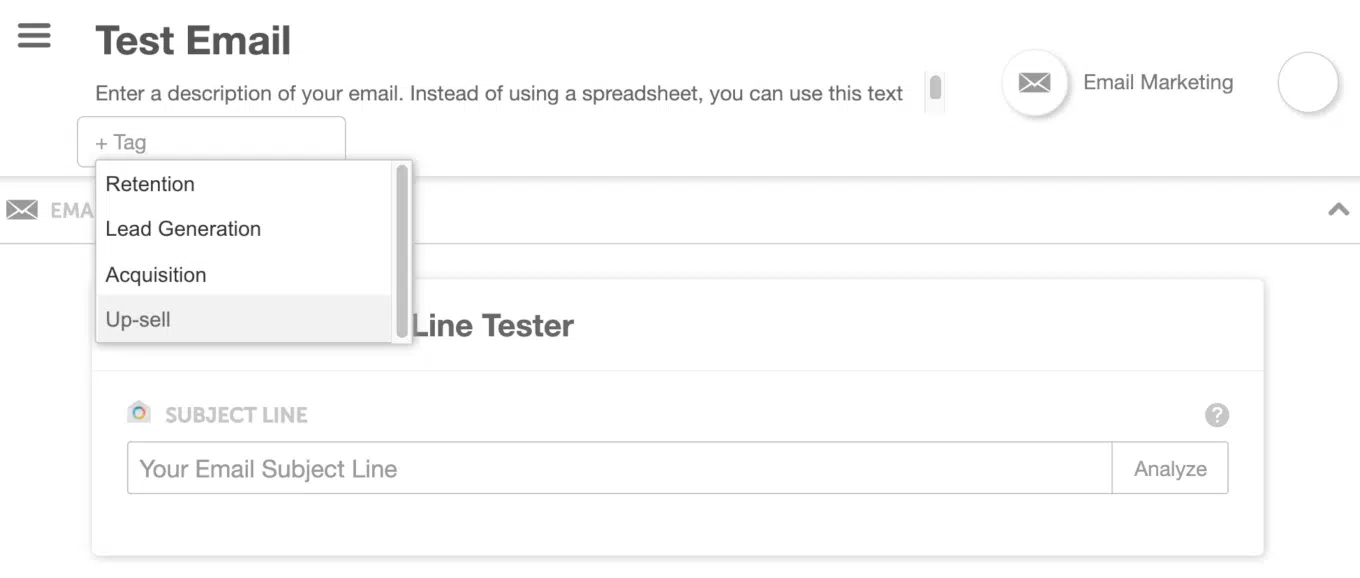 Test Email
Enter a description of your email. Instead of using a spreadsheet, you can use this text
Email Marketing
+ Tag
Retention
Lead Generation
Acquisition
Up-sell
Line Tester
SUBJECT LINE
?
Your Email Subject Line
Analyze